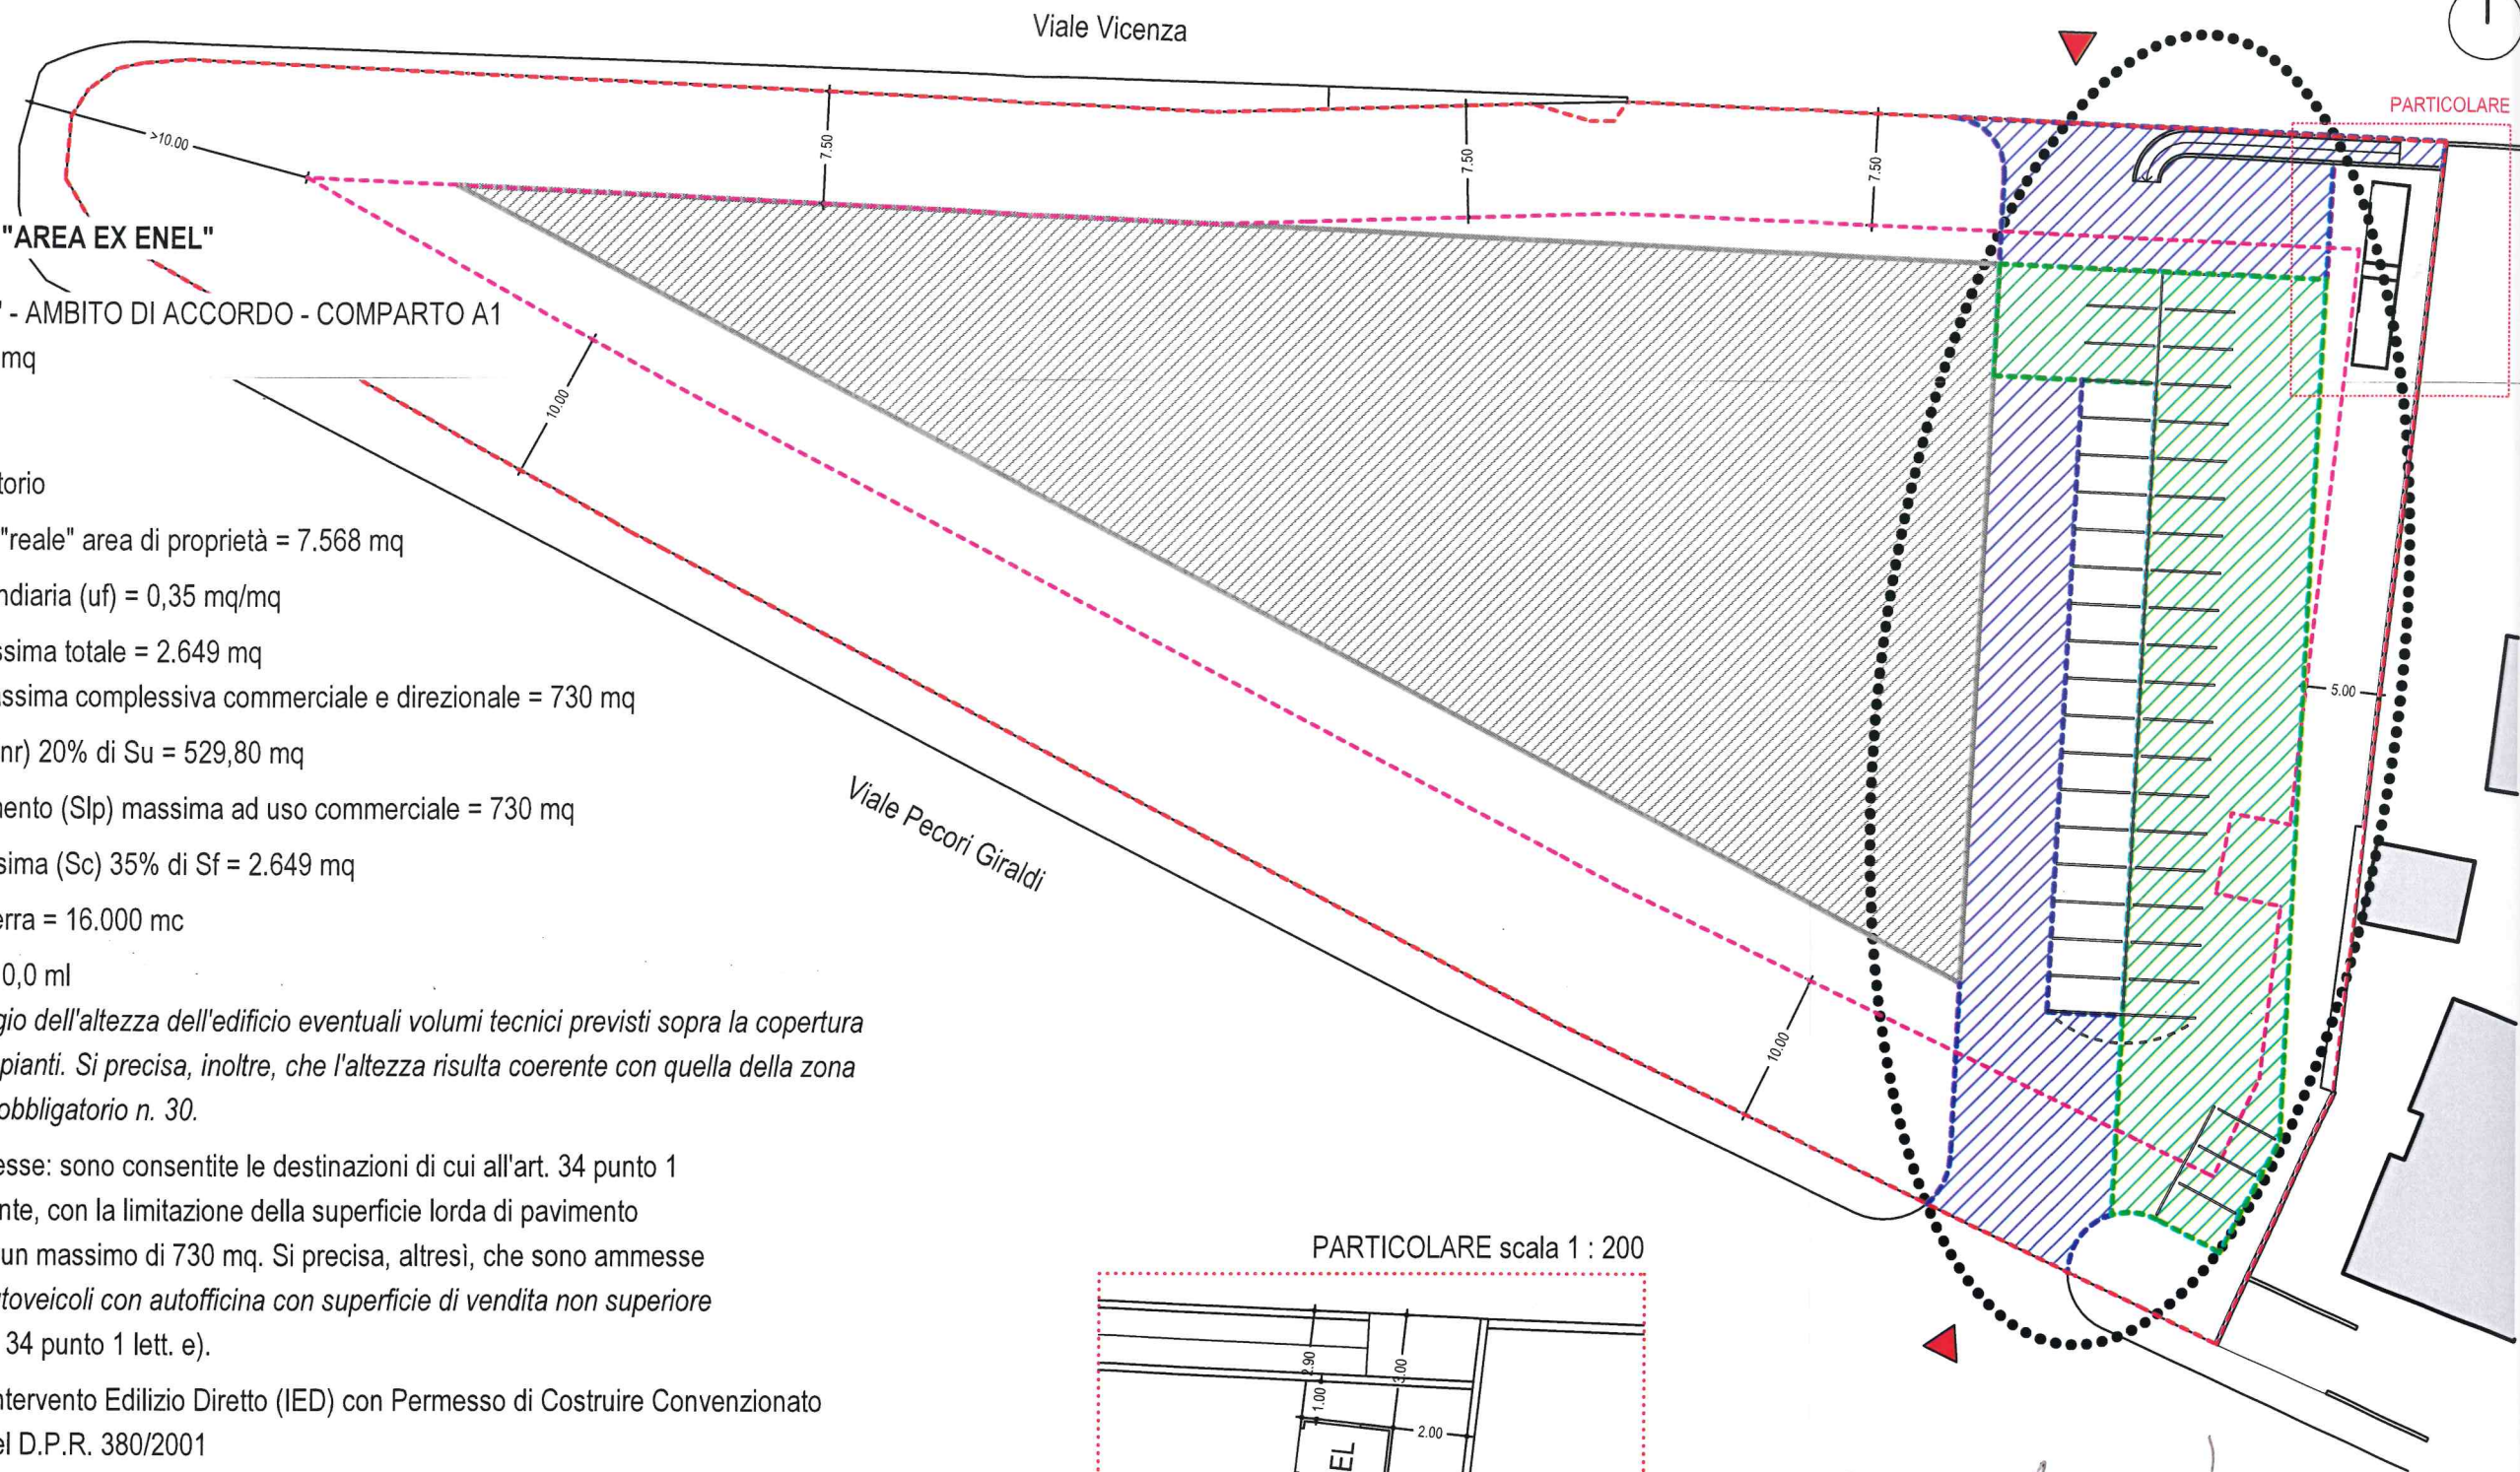 Viale Vicenza
PARTICOLARE
>10.00
7.50
7.50
7.50
"AREA EX ENEL"
- AMBITO DI ACCORDO - COMPARTO A1
mq
10.00
torio
"reale" area di proprietà = 7.568 mq
ndiaria (uf) = 0,35 mq/mq
ssima totale = 2.649 mq
assima complessiva commerciale e direzionale = 730 mq
5.00
nr) 20% di Su = 529,80 mq
mento (Slp) massima ad uso commerciale = 730 mq
Viale Pecori Giraldi
sima (Sc) 35% di Sf = 2.649 mq
erra = 16.000 mc
0,0 ml
gio dell'altezza dell'edificio eventuali volumi tecnici previsti sopra la copertura
pianti. Si precisa, inoltre, che l'altezza risulta coerente con quella della zona
obbligatorio n. 30.
10.00
esse: sono consentite le destinazioni di cui all'art. 34 punto 1
nte, con la limitazione della superficie lorda di pavimento
un massimo di 730 mq. Si precisa, altresì, che sono ammesse
toveicoli con autofficina con superficie di vendita non superiore
34 punto 1 lett. e).
ntervento Edilizio Diretto (IED) con Permesso di Costruire Convenzionato
el D.P.R. 380/2001
PARTICOLARE scala 1 : 200
2.90
3.00
1.00
2.00
EL